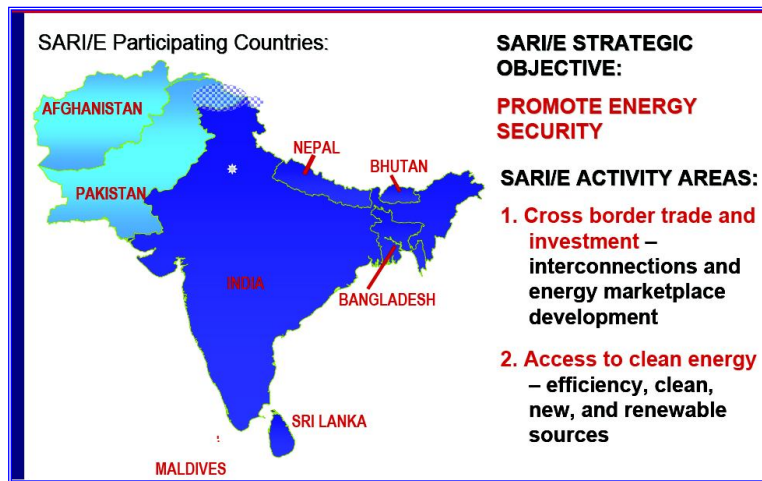 SARI/E Participating Countries:
AFGHANISTAN
PAKISTAN
NEPAL
BHUTAN
INDIA
BANGLADESH
SRI LANKA
MALDIVES
SARI/E STRATEGIC
OBJECTIVE:
PROMOTE ENERGY
SECURITY
SARI/E ACTIVITY AREAS:
1. Cross border trade and
investment –
interconnections and
energy marketplace
development
2. Access to clean energy
– efficiency, clean,
new, and renewable
sources